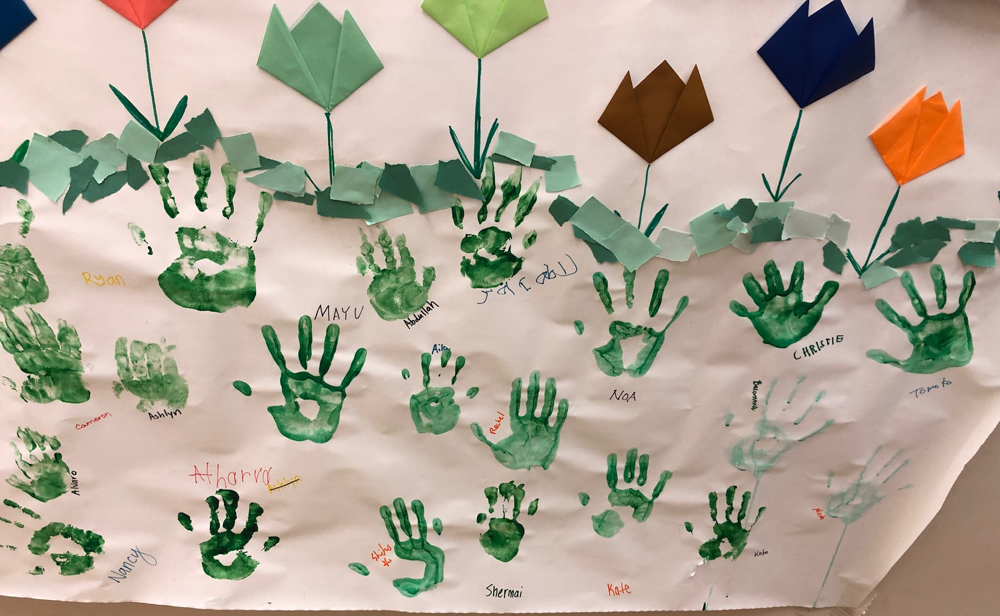 Ryan
MAYU
Abdullah
Aika
CHRISTIE
Tomoka
NOA
Cameron
Ashlyn
Rachel
Alvaro
Atharva
Ashlyn
Nancy
Shiho
Shermai
Kate
Koko